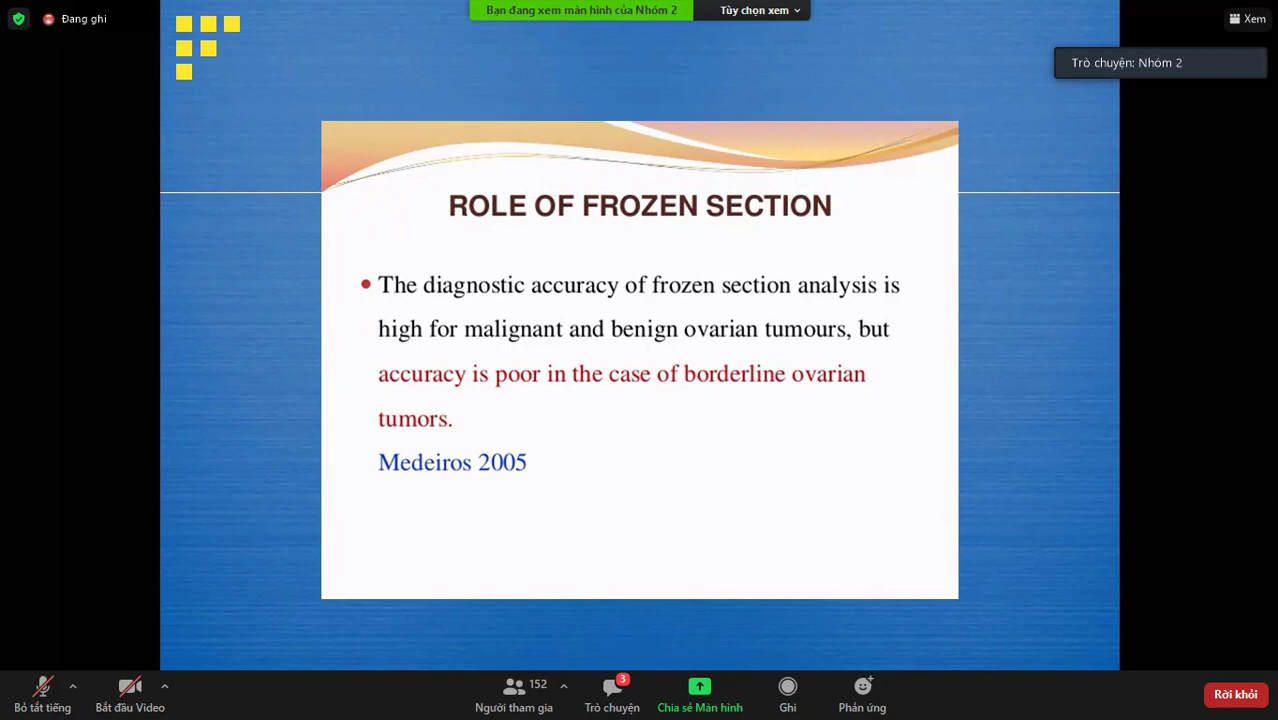 Đang ghi
Bạn đang xem màn hình của Nhóm 2
Tùy chọn xem
Xem
Trò chuyện: Nhóm 2
ROLE OF FROZEN SECTION
The diagnostic accuracy of frozen section analysis is
high for malignant and benign ovarian tumours, but
accuracy is poor in the case of borderline ovarian
tumors.
Medeiros 2005
Bỏ tắt tiếng
Bắt đầu Video
152
Người tham gia
3
Trò chuyện
Chia sẻ Màn hình
Ghi
Phản ứng
Rời khỏi